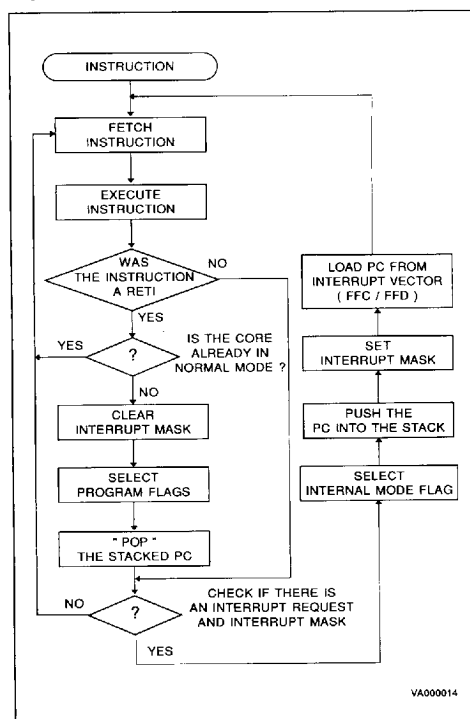 INSTRUCTION
FETCH
INSTRUCTION
EXECUTE
INSTRUCTION
WAS
THE INSTRUCTION
A RETI
NO
YES
YES
?
IS THE CORE
ALREADY IN
NORMAL MODE ?
NO
CLEAR
INTERRUPT MASK
SELECT
PROGRAM FLAGS
" POP "
THE STACKED PC
NO
?
CHECK IF THERE IS
AN INTERRUPT REQUEST
AND INTERRUPT MASK
YES
LOAD PC FROM
INTERRUPT VECTOR
( FFC / FFD )
SET
INTERRUPT MASK
PUSH THE
PC INTO THE STACK
SELECT
INTERNAL MODE FLAG
VA000014